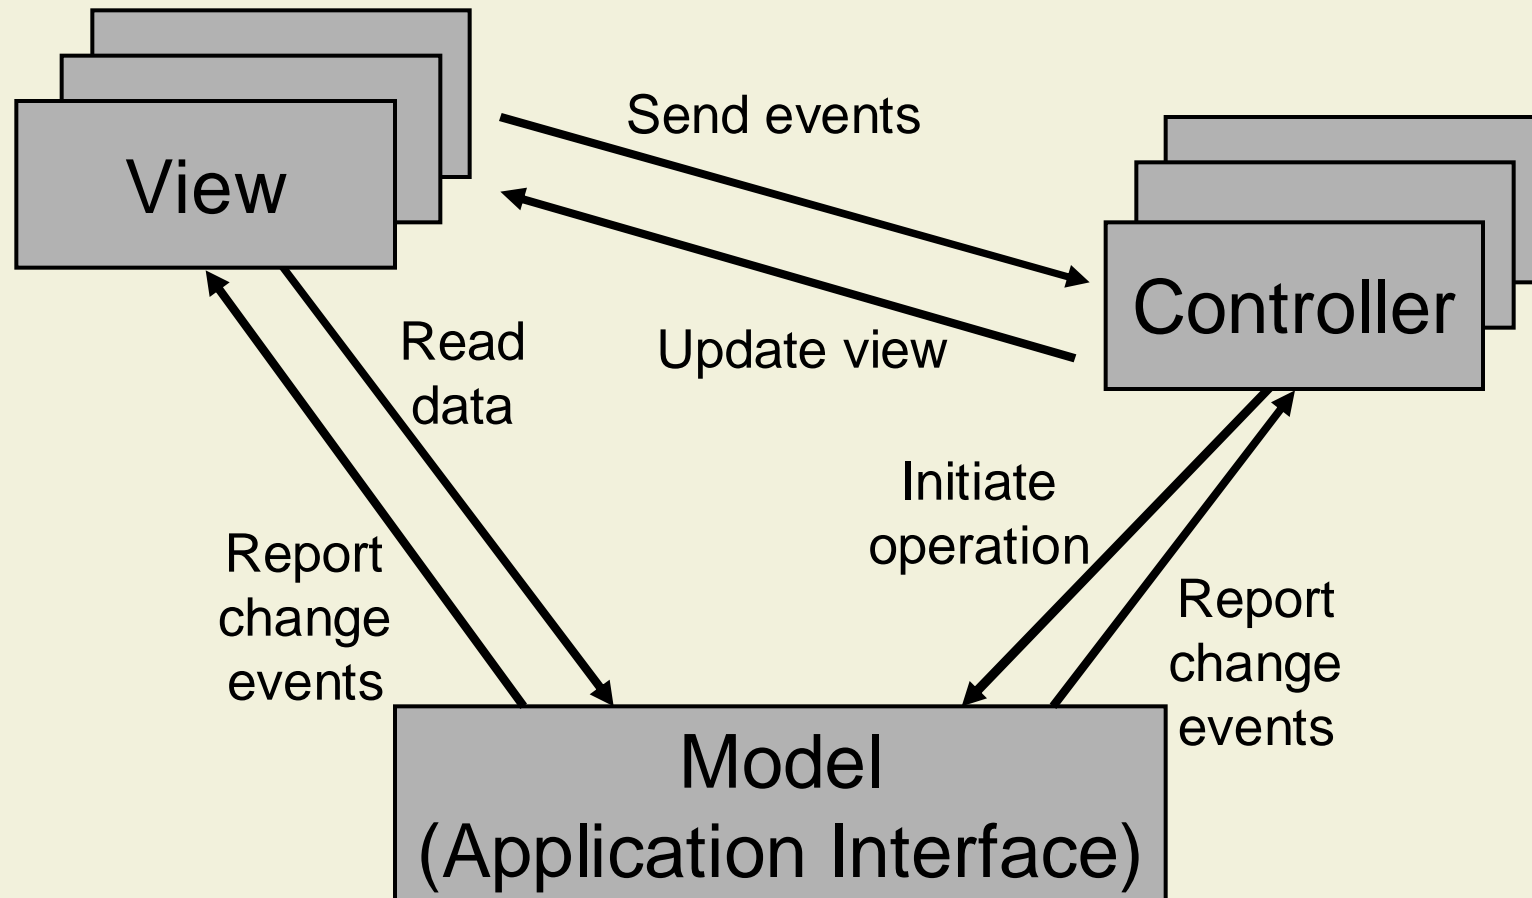 Send events
View
Controller
Update view
Read
data
Initiate
operation
Report
change
events
Report
change
events
Model
(Application Interface)